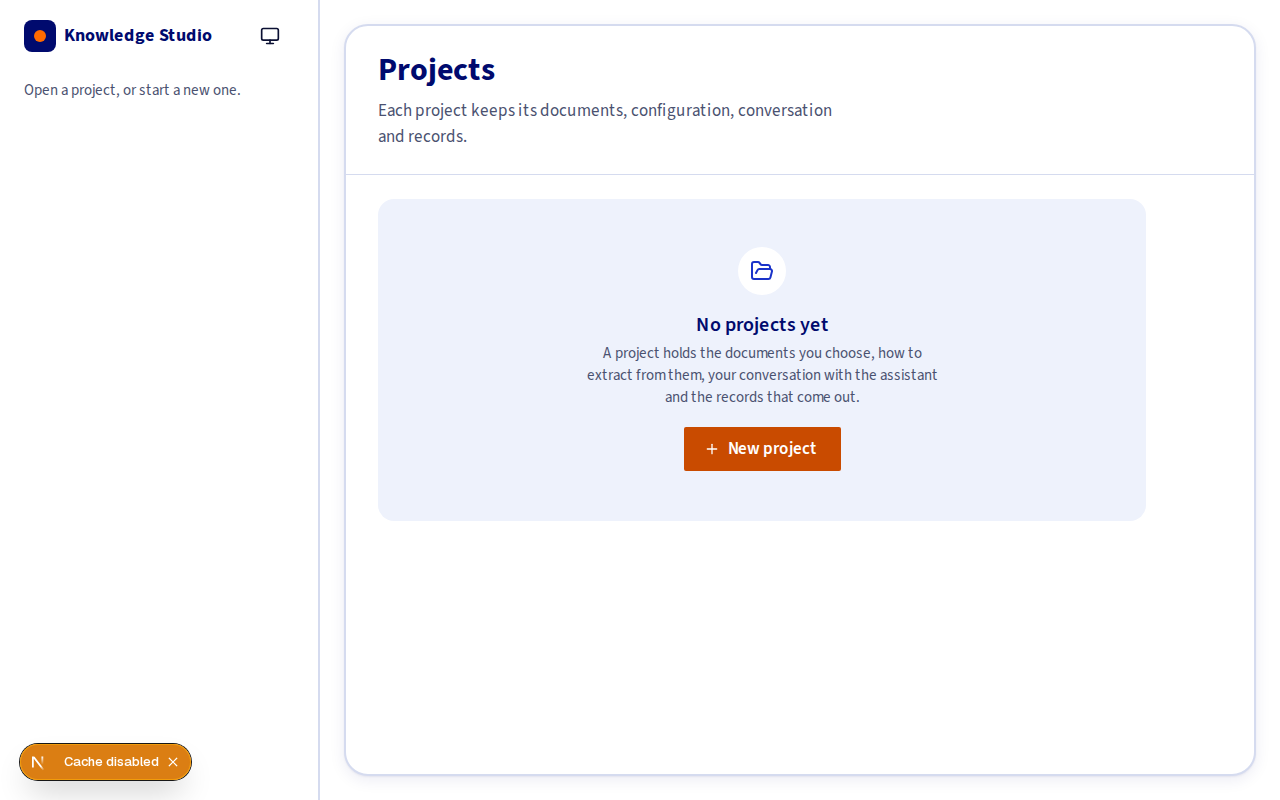 Knowledge Studio
Open a project, or start a new one.
Projects
Each project keeps its documents, configuration, conversation
and records.
No projects yet
A project holds the documents you choose, how to
extract from them, your conversation with the assistant
and the records that come out.
New project
Cache disabled